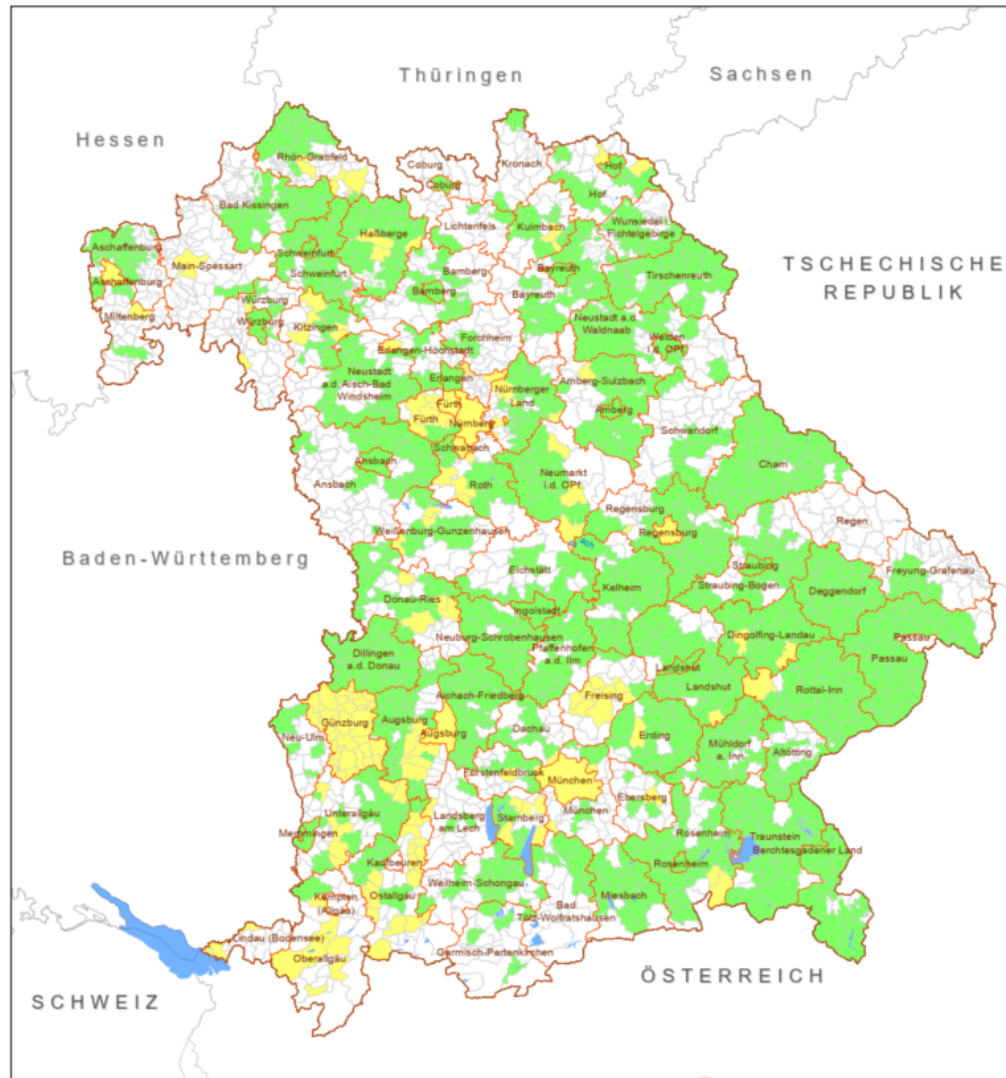 Thüringen
Sachsen
Hessen
Rhön-Grabfeld
Coburg
Coburg
Kronach
Hof
Hof
Bad Kissingen
Lichtenfels
Kulmbach
Wunsiedel i.
Fichtelgebirge
Haßberge
Aschaffenburg
Aschaffenburg
Main-Spessart
Schweinfurt
Schweinfurt
Bamberg
Bamberg
Bayreuth
Bayreuth
Tirschenreuth
TSCHECHISCHE
REPUBLIK
Miltenberg
Würzburg
Würzburg
Kitzingen
Forchheim
Neustadt a.d.
Waldnaab
Weiden
i.d. OPf.
Erlangen-Höchstadt
Neustadt
a.d. Aisch-Bad
Windsheim
Erlangen
Nürnberger
Land
Amberg-Sulzbach
Amberg
Fürth
Fürth
Nürnberg
Schwabach
Schwandorf
Ansbach
Ansbach
Roth
Neumarkt
i.d. OPf.
Cham
Regensburg
Regensburg
Regen
Weißenburg-Gunzenhausen
Baden-Württemberg
Eichstätt
Kelheim
Straubing
Straubing-Bogen
Freyung-Grafenau
Deggendorf
Donau-Ries
Ingolstadt
Neuburg-Schrobenhausen
Pfaffenhofen
a.d. Ilm
Dingolfing-Landau
Passau
Passau
Dillingen
a.d. Donau
Landshut
Landshut
Rottal-Inn
Aichach-Friedberg
Freising
Günzburg
Augsburg
Augsburg
Neu-Ulm
Dachau
Erding
Mühldorf
a. Inn
Altötting
Fürstenfeldbruck
München
München
Ebersberg
Unterallgäu
Landsberg
am Lech
Starnberg
Memmingen
Rosenheim
Rosenheim
Traunstein
Berchtesgadener Land
Kaufbeuren
Ostallgäu
Kempten
(Allgäu)
Weilheim-Schongau
Miesbach
Bad
Tölz-Wolfratshausen
Lindau (Bodensee)
Oberallgäu
Garmisch-Partenkirchen
ÖSTERREICH
SCHWEIZ